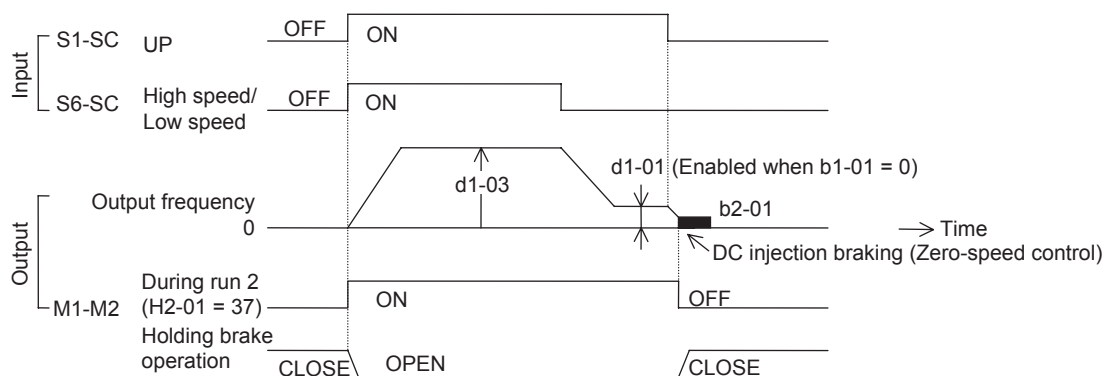 OFF
ON
S1-SC
UP
Input
S6-SC
High speed/
Low speed
OFF
ON
d1-03
d1-01 (Enabled when b1-01 = 0)
b2-01
Output frequency
0
Time
DC injection braking (Zero-speed control)
Output
M1-M2
During run 2
(H2-01 = 37)
ON
OFF
Holding brake
operation
CLOSE
OPEN
CLOSE